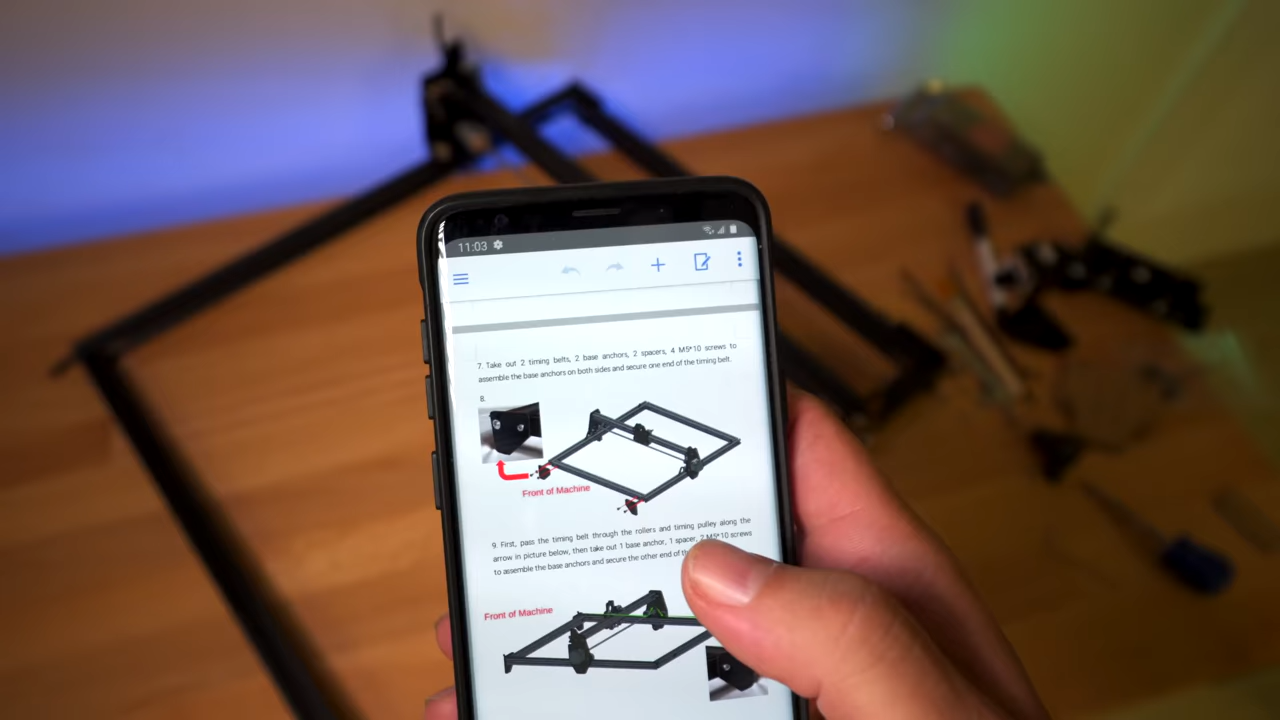 11:03
7. Take out 2 timing belts, 2 base anchors, 2 spacers, 4 M5*10 screws to
assemble the base anchors on both sides and secure one end of the timing belt.
8.
Front of Machine
9. First, pass the timing belt through the rollers and timing pulley along the
arrow in picture below, then take out 1 base anchor, 1 spacer, 2 M5*10 screws
to assemble the base anchors and secure the other end of
Front of Machine